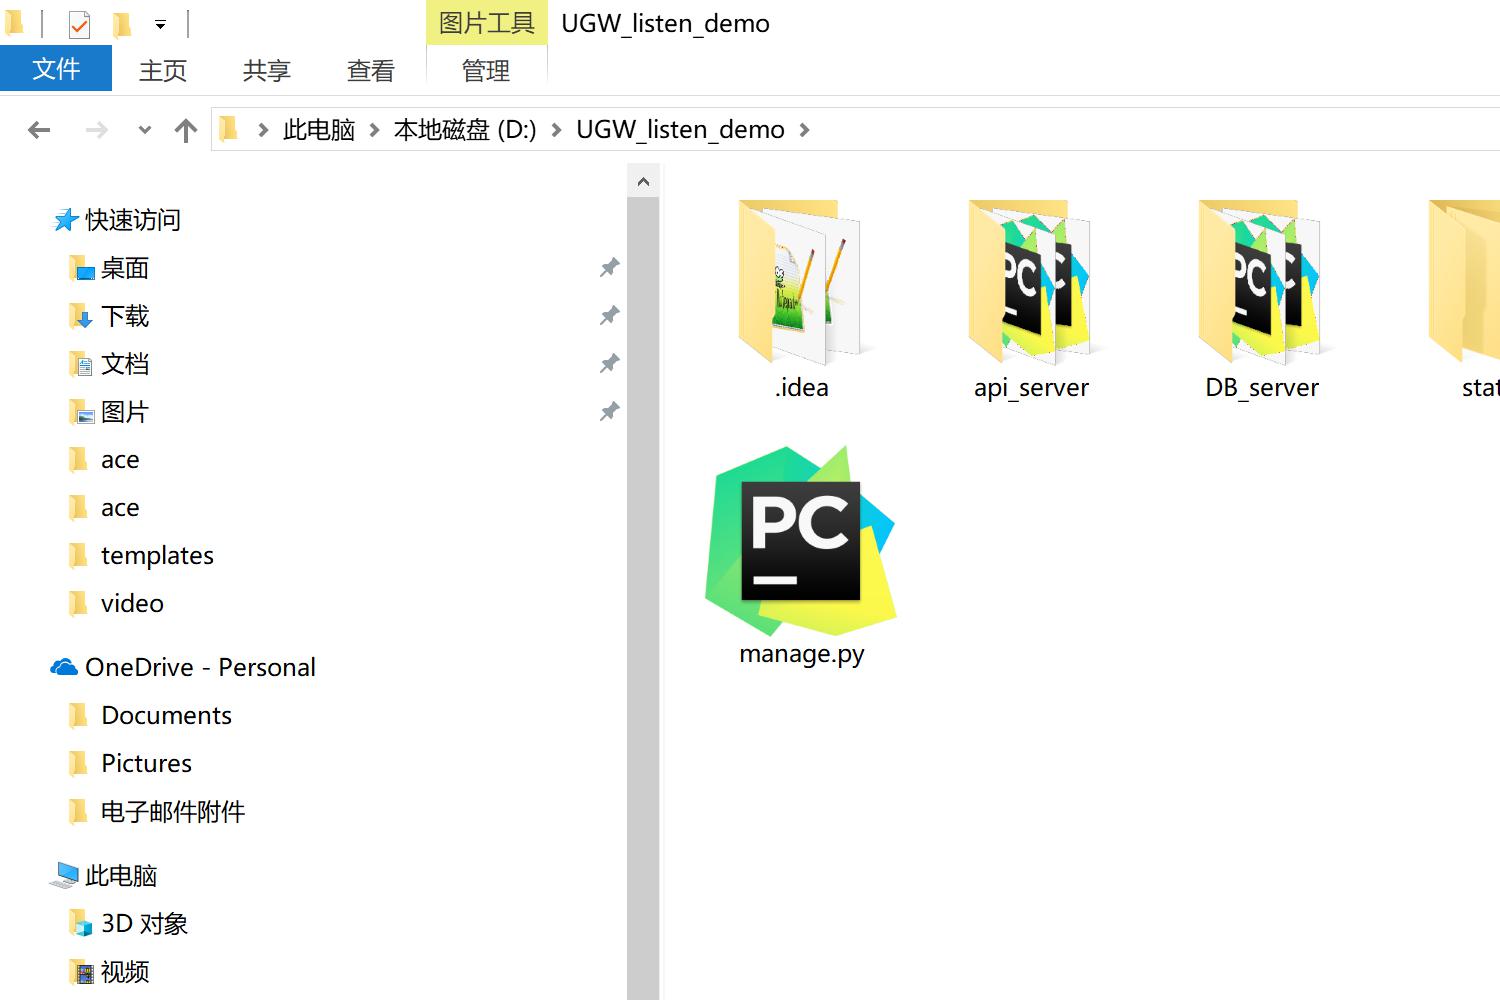 图片工具 UGW_listen_demo
文件 主页 共享 查看 管理
此电脑 本地磁盘 (D:) UGW_listen_demo
快速访问
桌面
下载
文档
图片
ace
ace
templates
video
OneDrive - Personal
Documents
Pictures
电子邮件附件
此电脑
3D 对象
视频
.idea api_server DB_server stat
PC
manage.py